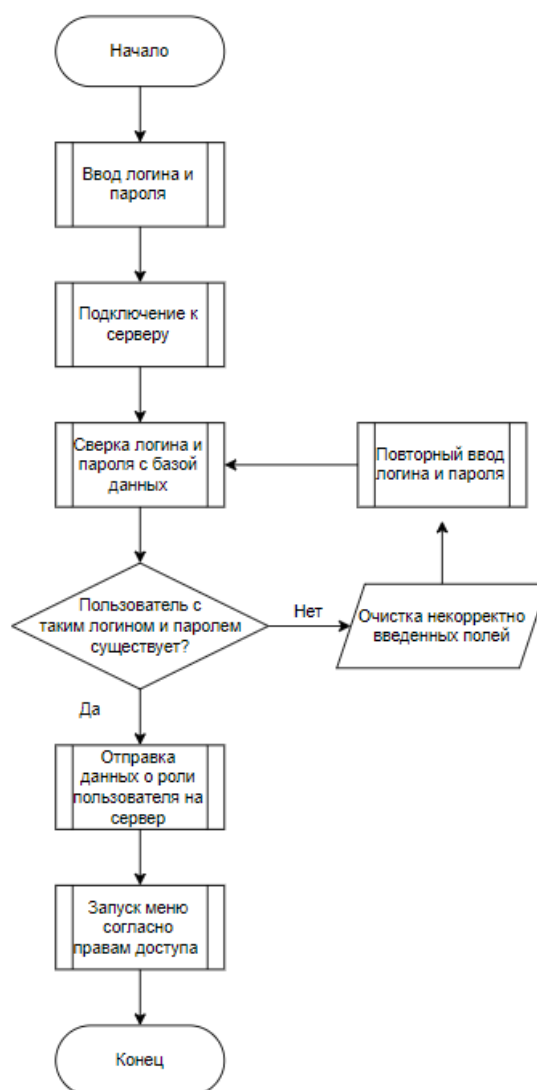 Начало
Ввод логина и
пароля
Подключение к
серверу
Сверка логина и
пароля с базой
данных
Повторный ввод
логина и пароля
Пользователь с
таким логином и паролем
существует?
Нет
Очистка некорректно
введенных полей
Да
Отправка
данных о роли
пользователя на
сервер
Запуск меню
согласно
правам доступа
Конец